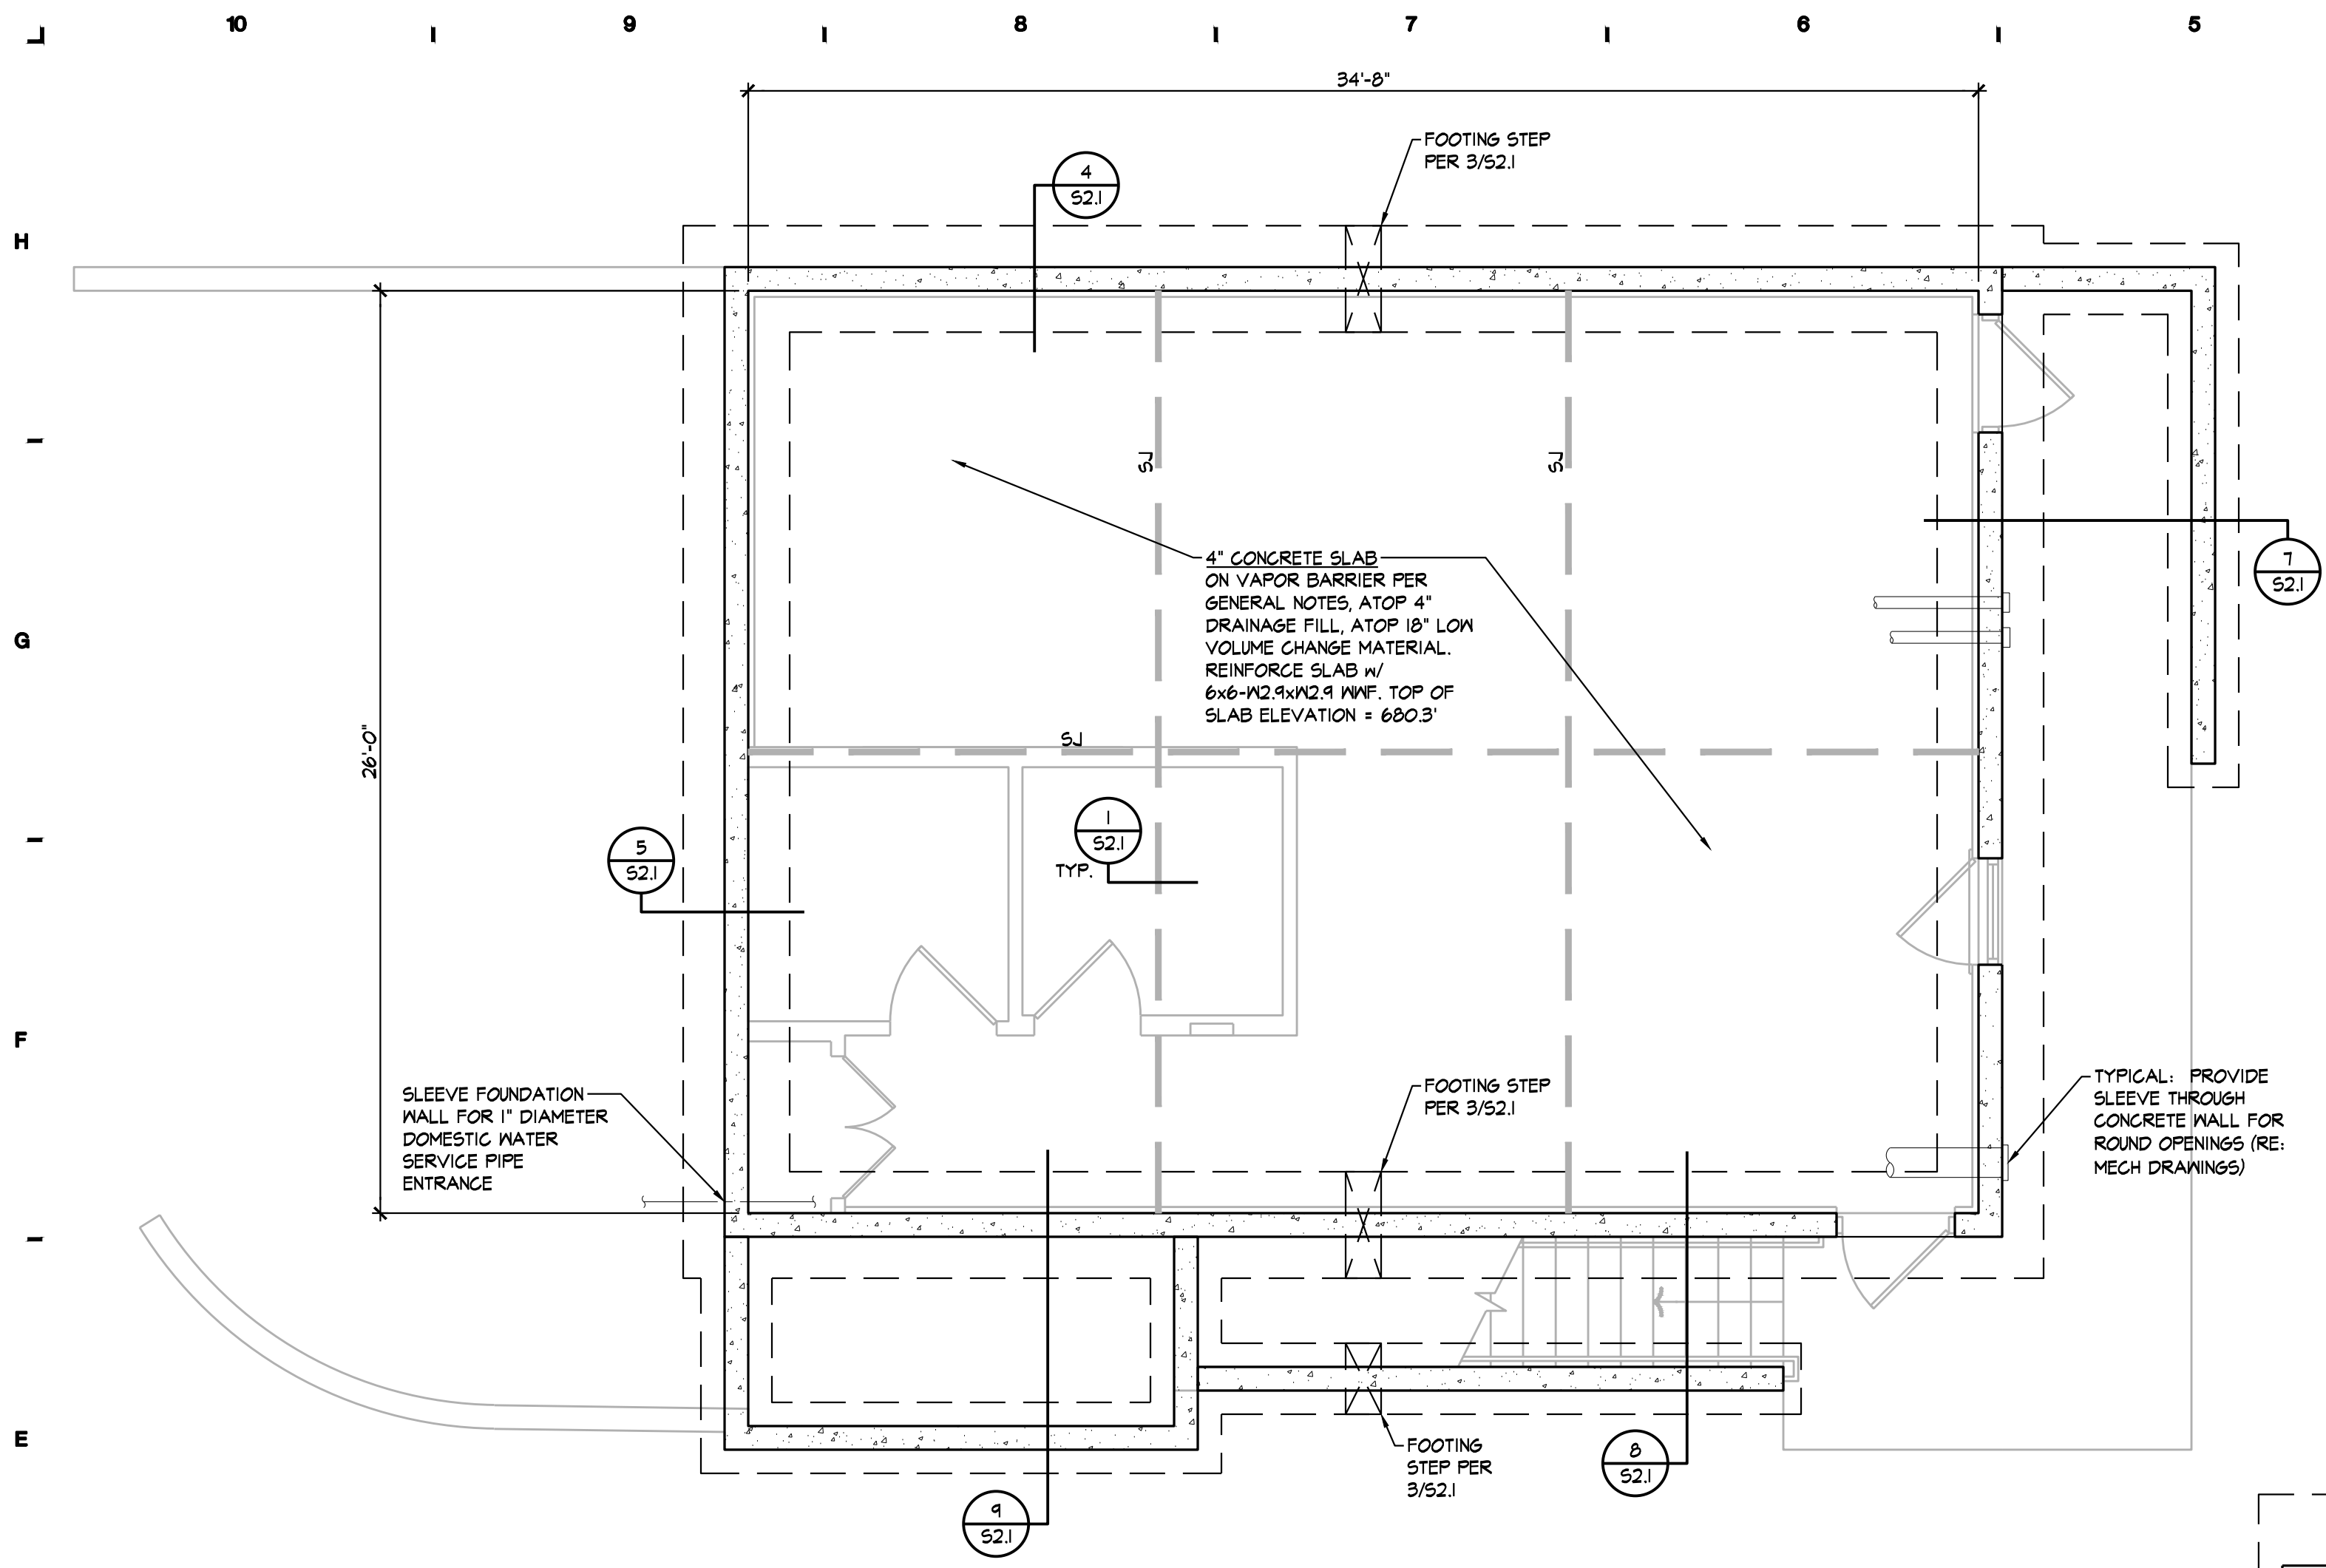 10
9
8
7
6
5
34'-8"
FOOTING STEP
PER 3/S2.1
4
S2.1
H
SJ
SJ
7
S2.1
4" CONCRETE SLAB
ON VAPOR BARRIER PER
GENERAL NOTES, ATOP 4"
DRAINAGE FILL, ATOP 18" LOW
VOLUME CHANGE MATERIAL.
REINFORCE SLAB w/
6x6-W2.9xW2.9 WWF. TOP OF
SLAB ELEVATION = 680.3'
G
26'-0"
SJ
1
S2.1
TYP.
5
S2.1
F
SLEEVE FOUNDATION
WALL FOR 1" DIAMETER
DOMESTIC WATER
SERVICE PIPE
ENTRANCE
FOOTING STEP
PER 3/S2.1
TYPICAL: PROVIDE
SLEEVE THROUGH
CONCRETE WALL FOR
ROUND OPENINGS (RE:
MECH DRAWINGS)
E
FOOTING
STEP PER
3/S2.1
8
S2.1
9
S2.1